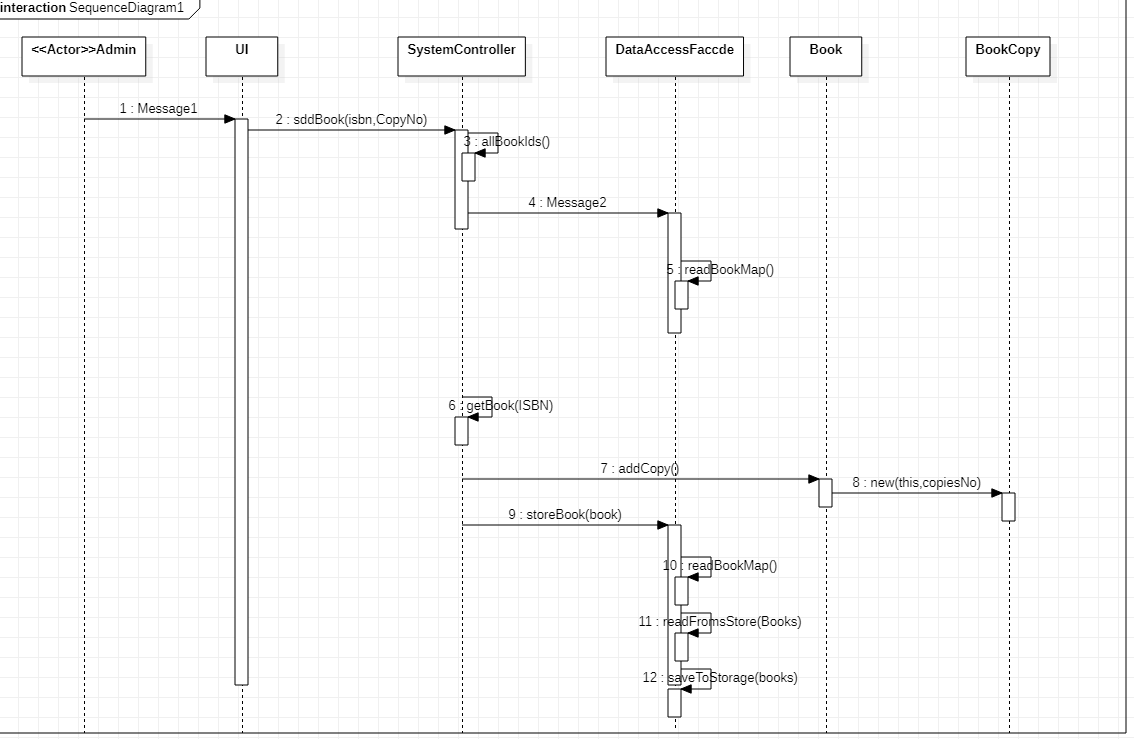 interaction SequenceDiagram1
<<Actor>>Admin
UI
SystemController
DataAccessFaccde
Book
BookCopy
1 : Message1
2 : sddBook(isbn,CopyNo)
3 : allBookIds()
4 : Message2
5 : readBookMap()
6 : getBook(ISBN)
7 : addCopy()
8 : new(this,copiesNo)
9 : storeBook(book)
10 : readBookMap()
11 : readFromsStore(Books)
12 : saveToStorage(books)